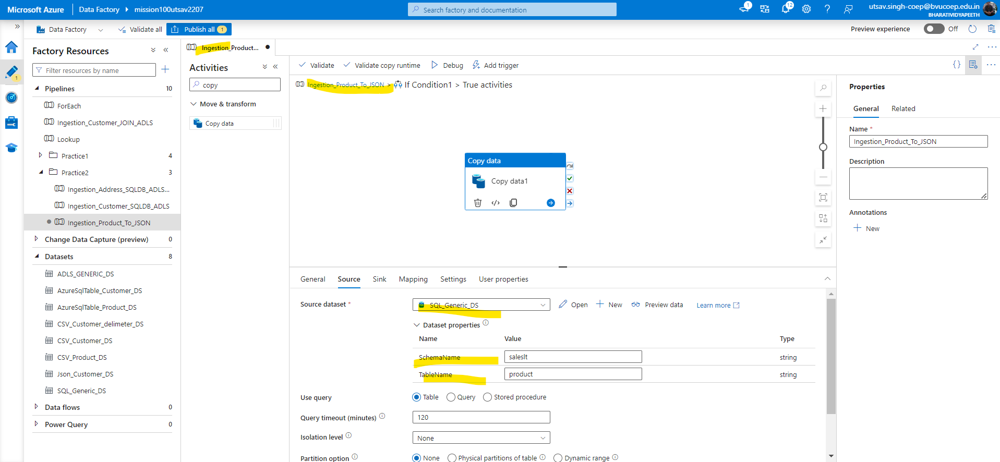 Microsoft Azure Data Factory mission100utsav2207 Search factory and documentation 1 12 utsav.singh-coep@bvucoep.edu.in
BHARATIVIDYAPEETH
Data Factory Validate all Publish all 1 Preview experience Off
Factory Resources
Filter resources by name
Pipelines 10
ForEach
Ingestion_Customer_JOIN_ADLS
Lookup
Practice1 4
Practice2 3
Ingestion_Address_SQLDB_ADLS...
Ingestion_Customer_SQLDB_ADLS
Ingestion_Product_To_JSON
Change Data Capture (preview) 0
Datasets 8
ADLS_GENERIC_DS
AzureSqlTable_Customer_DS
AzureSqlTable_Product_DS
CSV_Customer_delimeter_DS
CSV_Customer_DS
CSV_Product_DS
Json_Customer_DS
SQL_Generic_DS
Data flows 0
Power Query 0
1
Ingestion_Product...
Activities
copy
Move & transform
Copy data
Validate Validate copy runtime Debug Add trigger
Ingestion_Product_To_JSON > If Condition1 > True activities
Copy data
Copy data1
General Source Sink Mapping Settings User properties
Source dataset * SQL_Generic_DS Open New Preview data Learn more
Dataset properties
Name Value Type
SchemaName saleslt string
TableName product string
Use query Table Query Stored procedure
Query timeout (minutes) 120
Isolation level None
Partition option None Physical partitions of table Dynamic range
Properties
General Related
Name *
Ingestion_Product_To_JSON
Description
Annotations
New